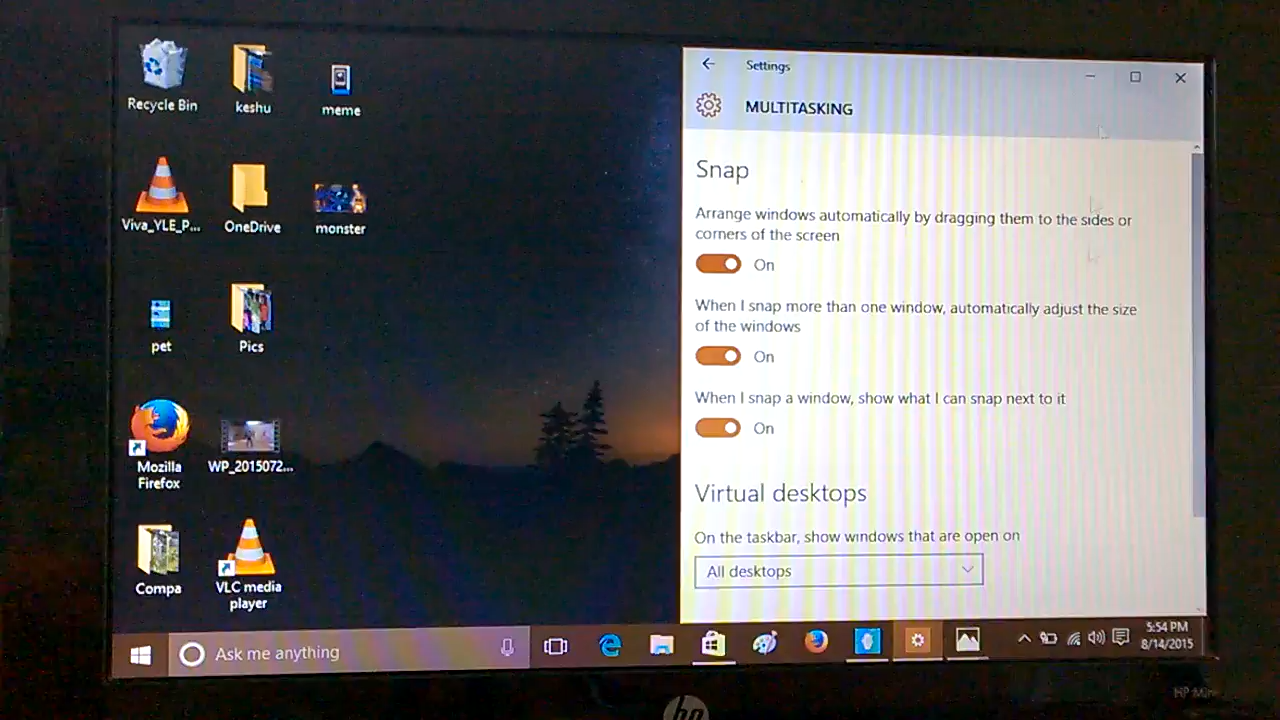 Recycle Bin
keshu
meme
Viva_YLE_P...
OneDrive
monster
pet
Pics
Mozilla
Firefox
WP_2015072...
Compa
VLC media
player
Settings
MULTITASKING
Snap
Arrange windows automatically by dragging them to the sides or
corners of the screen
On
When I snap more than one window, automatically adjust the size
of the windows
On
When I snap a window, show what I can snap next to it
On
Virtual desktops
On the taskbar, show windows that are open on
All desktops
Ask me anything
5:54 PM
8/14/2015
hp
HP